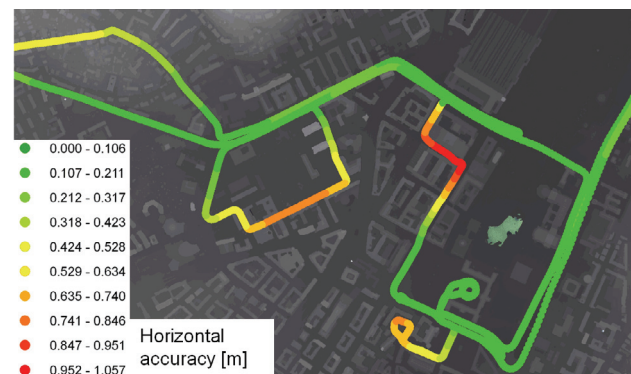 0.000 - 0.106
0.107 - 0.211
0.212 - 0.317
0.318 - 0.423
0.424 - 0.528
0.529 - 0.634
0.635 - 0.740
0.741 - 0.846
0.847 - 0.951
0.952 - 1.057
Horizontal
accuracy [m]